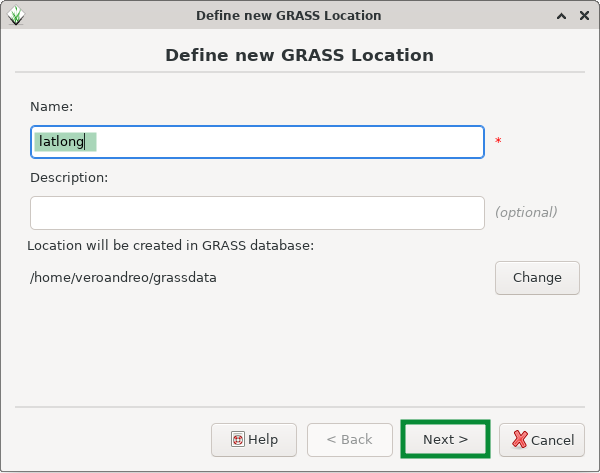 Define new GRASS Location
Define new GRASS Location
Name:
latlong
*
Description:
(optional)
Location will be created in GRASS database:
/home/veroandreo/grassdata
Change
Help
< Back
Next >
Cancel